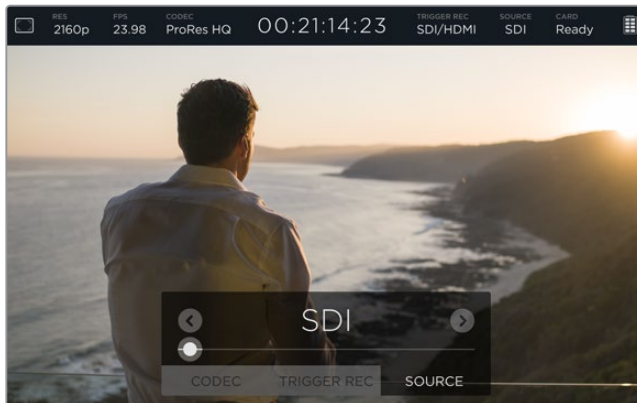 RES FPS CODEC TRIGGER REC SOURCE CARD
2160p 23.98 ProRes HQ 00:21:14:23 SDI/HDMI SDI Ready
SDI
CODEC TRIGGER REC SOURCE